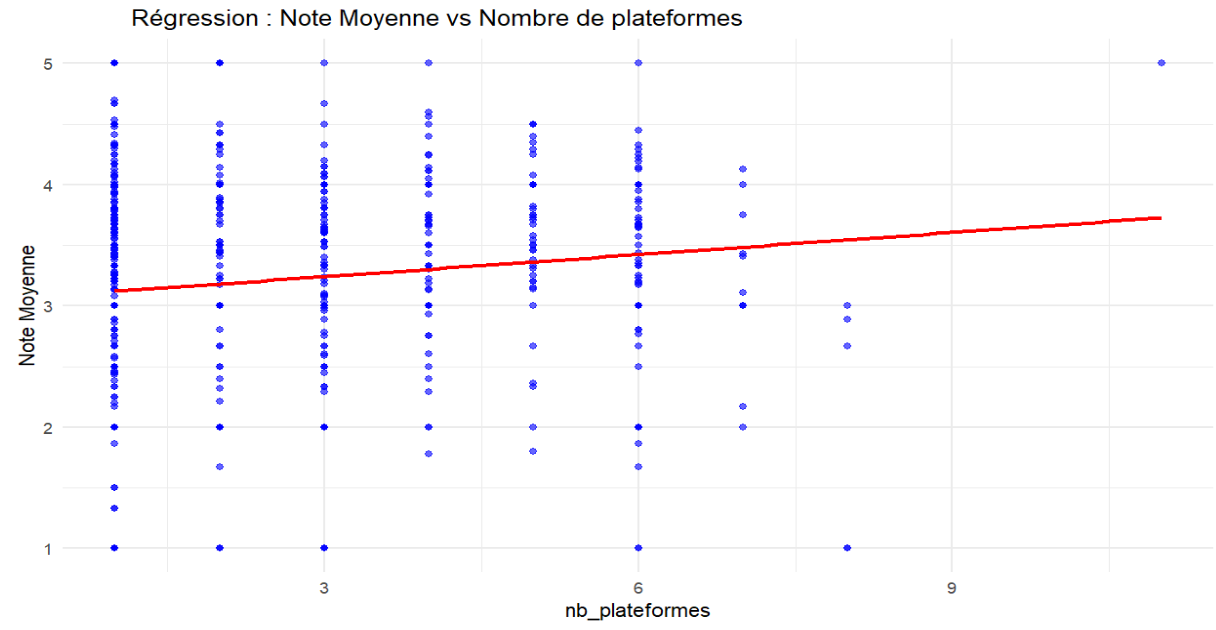 Régression : Note Moyenne vs Nombre de plateformes
Note Moyenne
5
4
3
2
1
3
6
9
nb_plateformes